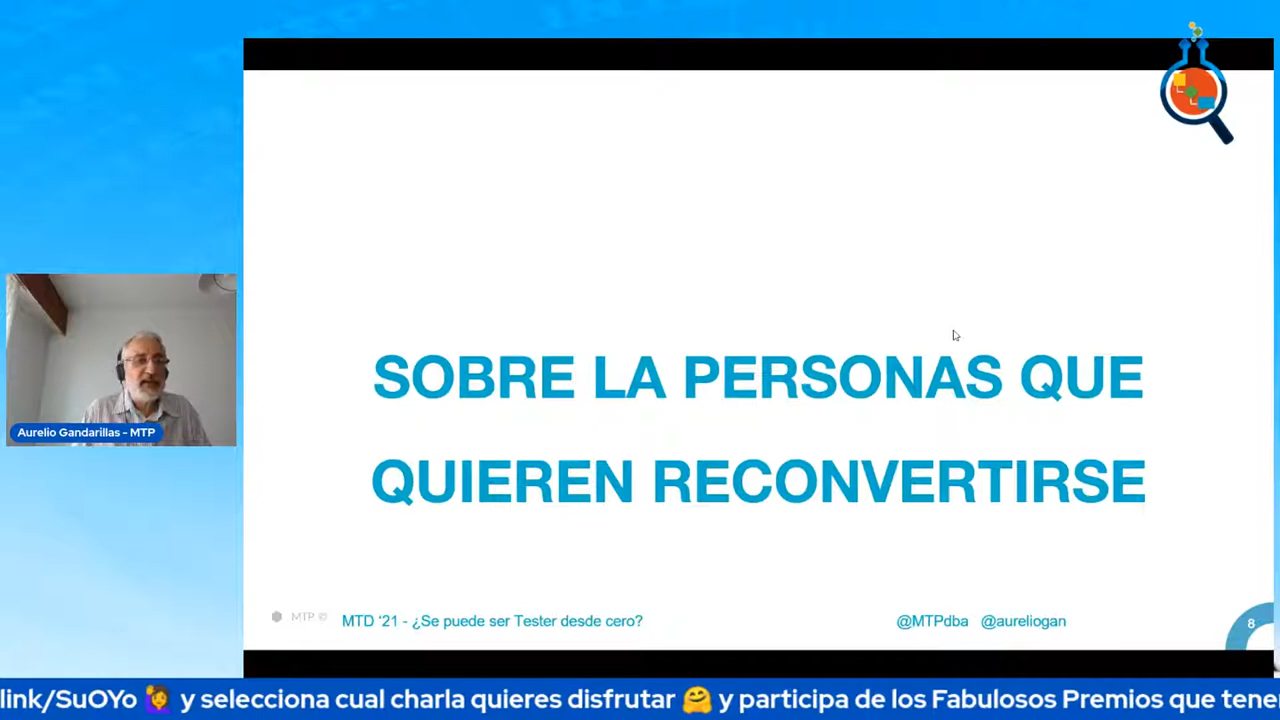 SOBRE LA PERSONAS QUE
QUIEREN RECONVERTIRSE
Aurelio Gandarillas - MTP
MTP ©
MTD '21 - ¿Se puede ser Tester desde cero?
@MTPdba @aureliogan
8
link/SuOYo 🙋‍♀️ y selecciona cual charla quieres disfrutar 🤗 y participa de los Fabulosos Premios que tene